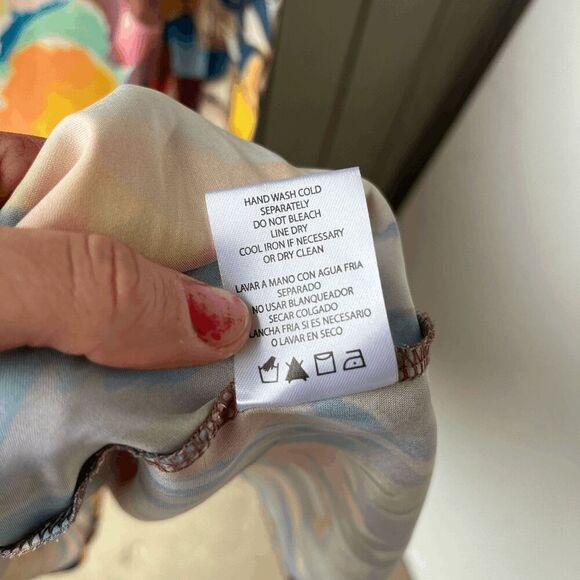 HAND WASH COLD
SEPARATELY
DO NOT BLEACH
LINE DRY
COOL IRON IF NECESSARY
OR DRY CLEAN
LAVAR A MANO CON AGUA FRIA
SEPARADO
NO USAR BLANQUEADOR
SECAR COLGADO
ANCHA FRIA SI ES NECESARIO
O LAVAR EN SECO